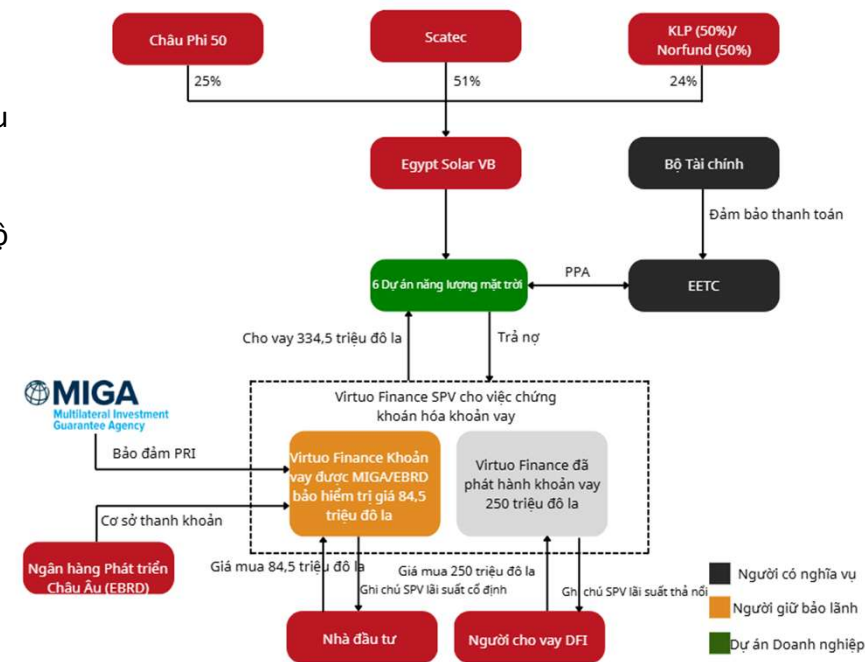 Châu Phi 50
Scatec
KLP (50%)/
Norfund (50%)
25%
51%
24%
u
Egypt Solar VB
Bộ Tài chính
Đảm bảo thanh toán
ộ
6 Dự án năng lượng mặt trời
PPA
EETC
Cho vay 334,5 triệu đô la
Trả nợ
MIGA
Multilateral Investment
Guarantee Agency
Virtuo Finance SPV cho việc chứng
khoán hóa khoản vay
Bảo đảm PRI
Virtuo Finance Khoản
vay được MIGA/EBRD
bảo hiểm trị giá 84,5
triệu đô la
Virtuo Finance đã
phát hành khoản vay
250 triệu đô la
Cơ sở thanh khoản
Ngân hàng Phát triển
Châu Âu (EBRD)
Giá mua 84,5 triệu đô la
Ghi chú SPV lãi suất cố định
Giá mua 250 triệu đô la
Ghi chú SPV lãi suất thả nổi
Nhà đầu tư
Người cho vay DFI
Người có nghĩa vụ
Người giữ bảo lãnh
Dự án Doanh nghiệp